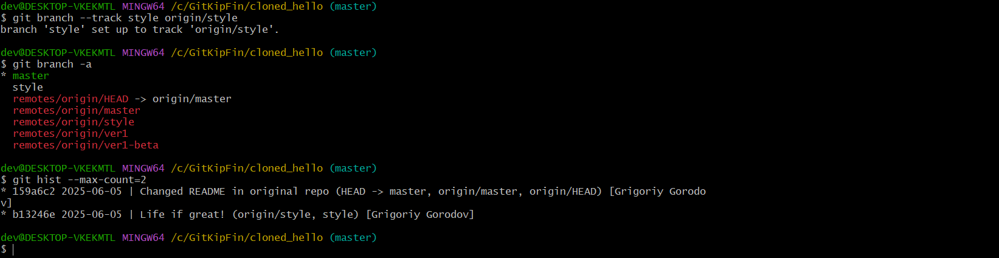 dev@DESKTOP-VKEKMTL MINGW64 /c/GitKipFin/cloned_hello (master)
$ git branch --track style origin/style
branch 'style' set up to track 'origin/style'.
dev@DESKTOP-VKEKMTL MINGW64 /c/GitKipFin/cloned_hello (master)
$ git branch -a
* master
  style
  remotes/origin/HEAD -> origin/master
  remotes/origin/master
  remotes/origin/style
  remotes/origin/ver1
  remotes/origin/ver1-beta
dev@DESKTOP-VKEKMTL MINGW64 /c/GitKipFin/cloned_hello (master)
$ git hist --max-count=2
* 159a6c2 2025-06-05 | Changed README in original repo (HEAD -> master, origin/master, origin/HEAD) [Grigoriy Gorodo
v]
* b13246e 2025-06-05 | Life if great! (origin/style, style) [Grigoriy Gorodov]
dev@DESKTOP-VKEKMTL MINGW64 /c/GitKipFin/cloned_hello (master)
$